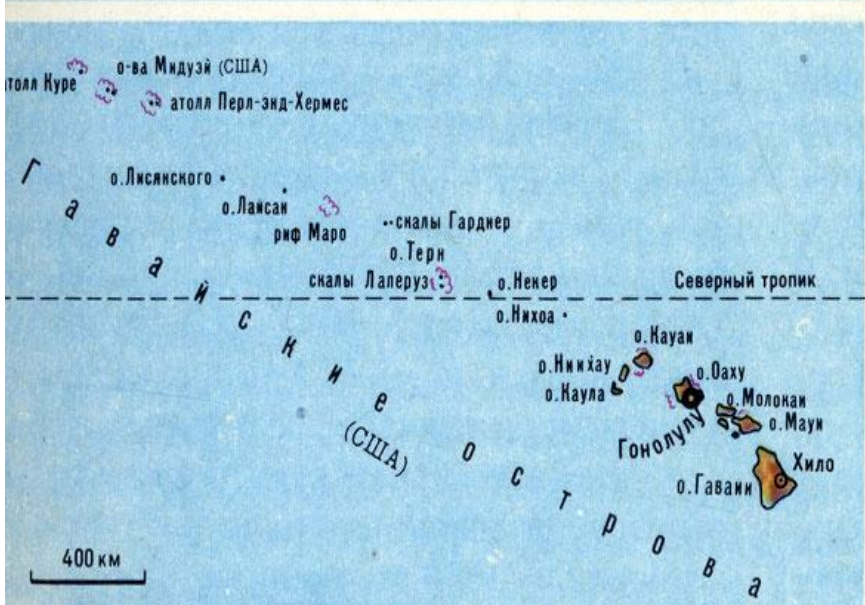 о-ва Мидуэй (США)
атолл Куре
атолл Перл-энд-Хермес
о.Лисянского
о.Лайсан
риф Маро
скалы Гарднер
о.Терн
скалы Лаперуз
о.Некер
Северный тропик
о.Нихоа
о.Кауаи
о.Ниихау
о.Каула
о.Оаху
о.Молокаи
о.Мауи
Гонолулу
Хило
о.Гаваии
Гавайские острова
(США)
400 км